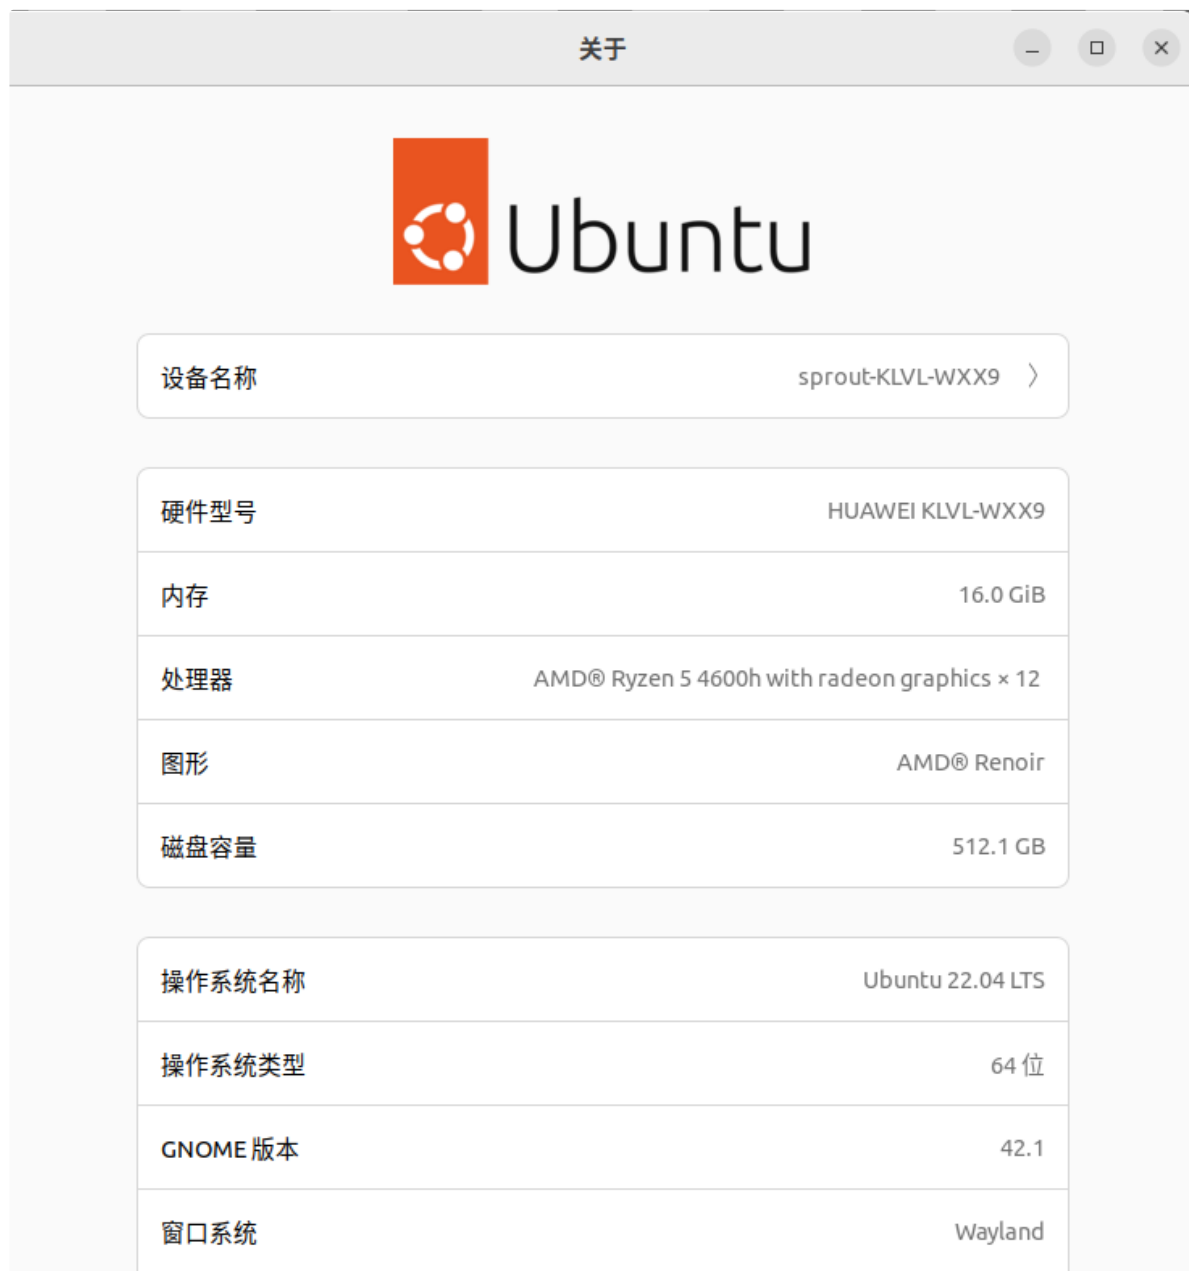 关于
Ubuntu
设备名称 sprout-KLVL-WXX9
硬件型号 HUAWEI KLVL-WXX9
内存 16.0 GiB
处理器 AMD® Ryzen 5 4600h with radeon graphics × 12
图形 AMD® Renoir
磁盘容量 512.1 GB
操作系统名称 Ubuntu 22.04 LTS
操作系统类型 64 位
GNOME 版本 42.1
窗口系统 Wayland